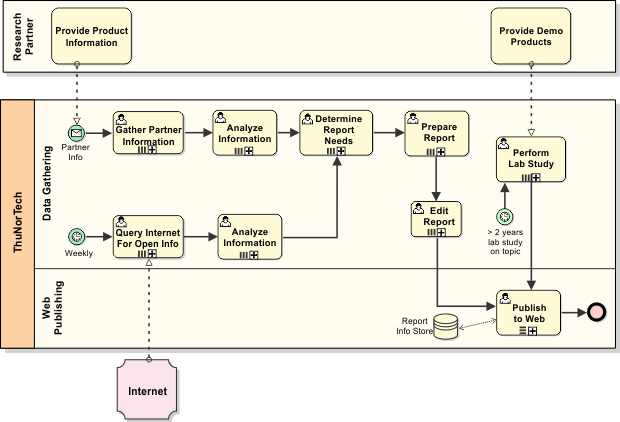 Research
Partner
Provide Product
Information
Provide Demo
Products
ThuNorTech
Data Gathering
Partner
Info
Gather Partner
Information
Analyze
Information
Determine
Report
Needs
Prepare
Report
Perform
Lab Study
Weekly
Query Internet
For Open Info
Analyze
Information
Edit
Report
> 2 years
lab study
on topic
Web
Publishing
Report
Info Store
Publish
to Web
Internet